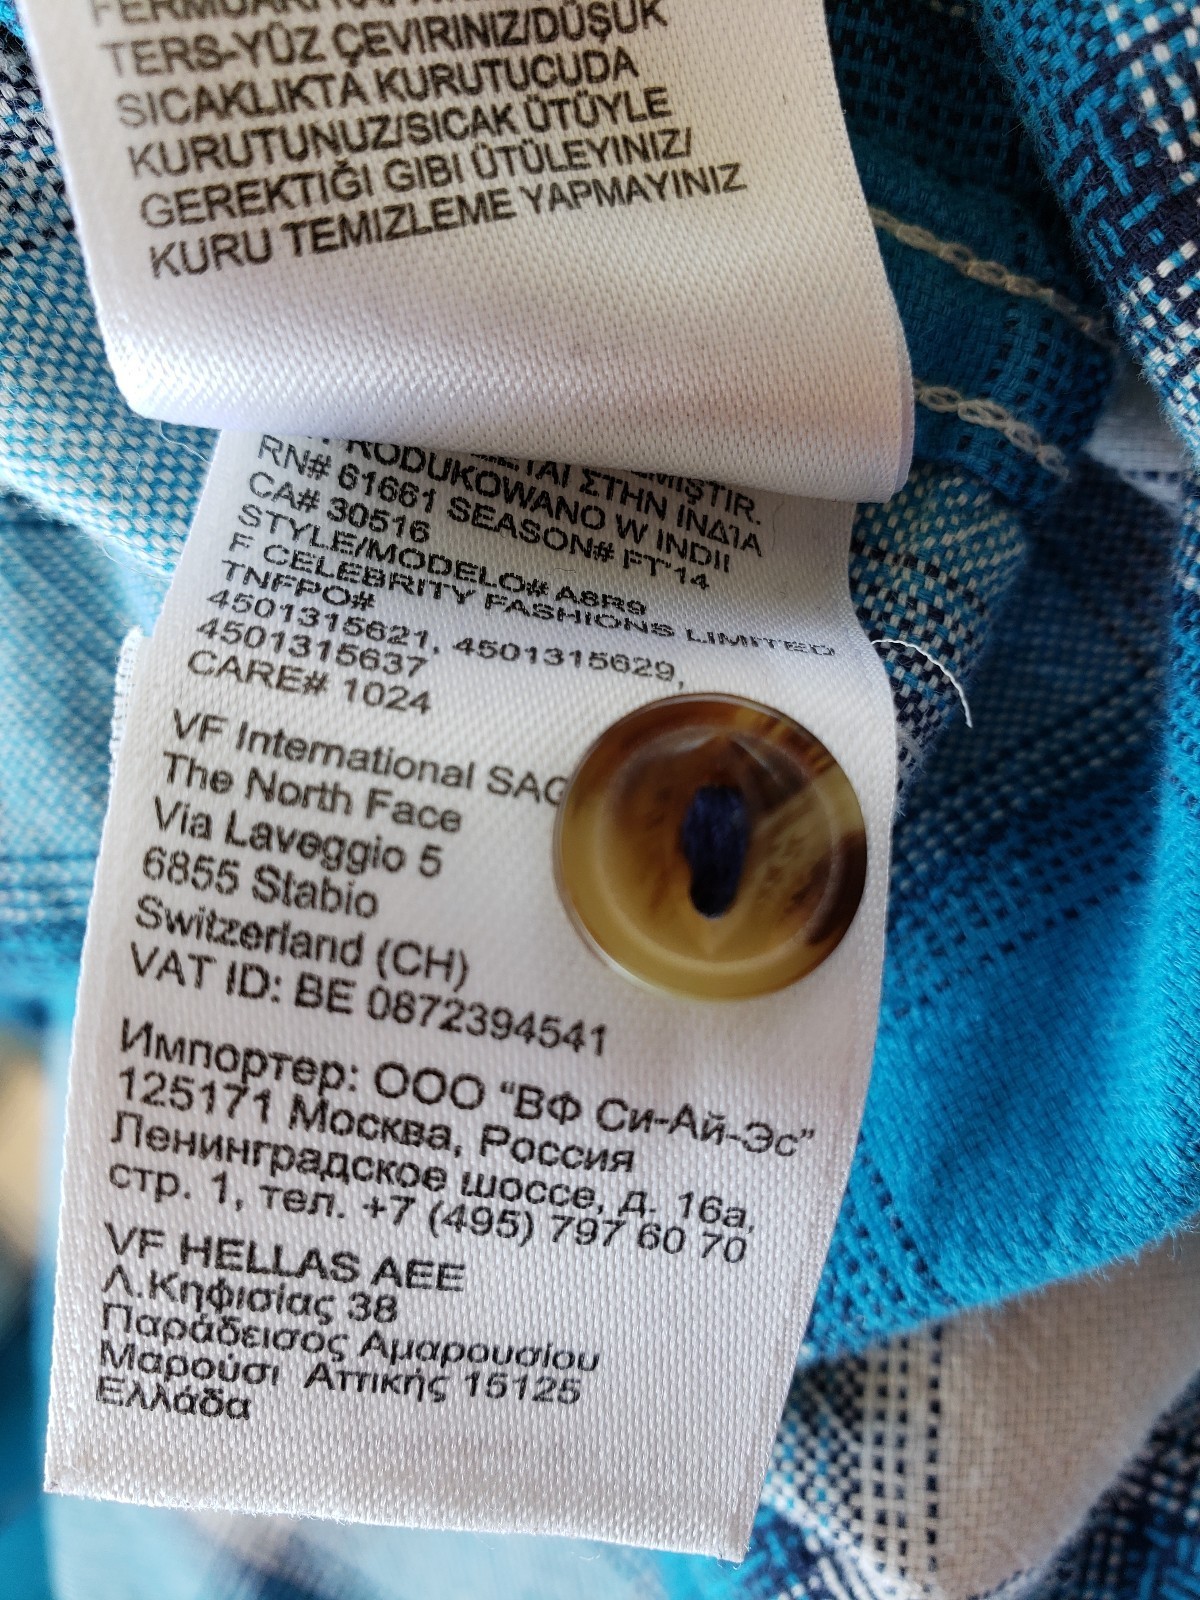 TERS-YÜZ ÇEVIRINIZ/DÜŞÜK
SICAKLIKTA KURUTUCUDA
KURUTUNUZ/SICAK ÜTÜYLE
GEREKTIĞI GIBI ÜTÜLEYINIZ/
KURU TEMIZLEME YAPMAYINIZ
ΣΤΗΝ ΙΝΔΊΑ
RODUKOWANO W INDII
RN# 61661 SEASON# FT'14
CA# 30516
STYLE/MODELO# A8R9
F CELEBRITY FASHIONS LIMITED
TNFPO#
4501315621, 4501315629,
4501315637
CARE# 1024
VF International SAG
The North Face
Via Laveggio 5
6855 Stabio
Switzerland (CH)
VAT ID: BE 0872394541
Импортер: ООО “ВФ Си-Ай-Эс”
125171 Москва, Россия
Ленинградское шоссе, д. 16а,
стр. 1, тел. +7 (495) 797 60 70
VF HELLAS AEE
Λ.Κηφισίας 38
Παράδεισος Αμαρουσίου
Μαρούσι Αττικής 15125
Ελλάδα